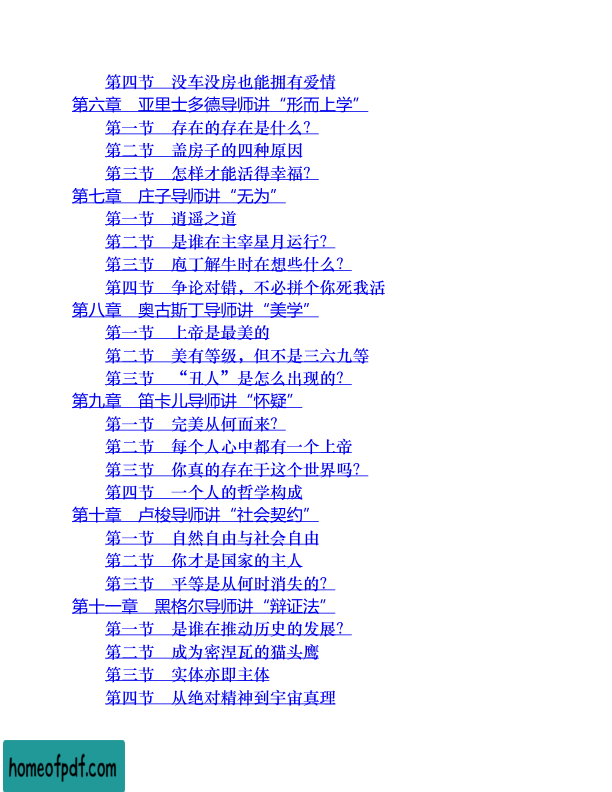 第四节　没车没房也能拥有爱情
第六章　亚里士多德导师讲“形而上学”
第一节　存在的存在是什么？
第二节　盖房子的四种原因
第三节　怎样才能活得幸福？
第七章　庄子导师讲“无为”
第一节　逍遥之道
第二节　是谁在主宰星月运行？
第三节　庖丁解牛时在想些什么？
第四节　争论对错，不必拼个你死我活
第八章　奥古斯丁导师讲“美学”
第一节　上帝是最美的
第二节　美有等级，但不是三六九等
第三节　“丑人”是怎么出现的？
第九章　笛卡儿导师讲“怀疑”
第一节　完美从何而来？
第二节　每个人心中都有一个上帝
第三节　你真的存在于这个世界吗？
第四节　一个人的哲学构成
第十章　卢梭导师讲“社会契约”
第一节　自然自由与社会自由
第二节　你才是国家的主人
第三节　平等是从何时消失的？
第十一章　黑格尔导师讲“辩证法”
第一节　是谁在推动历史的发展？
第二节　成为密涅瓦的猫头鹰
第三节　实体亦即主体
第四节　从绝对精神到宇宙真理
homeofpdf.com